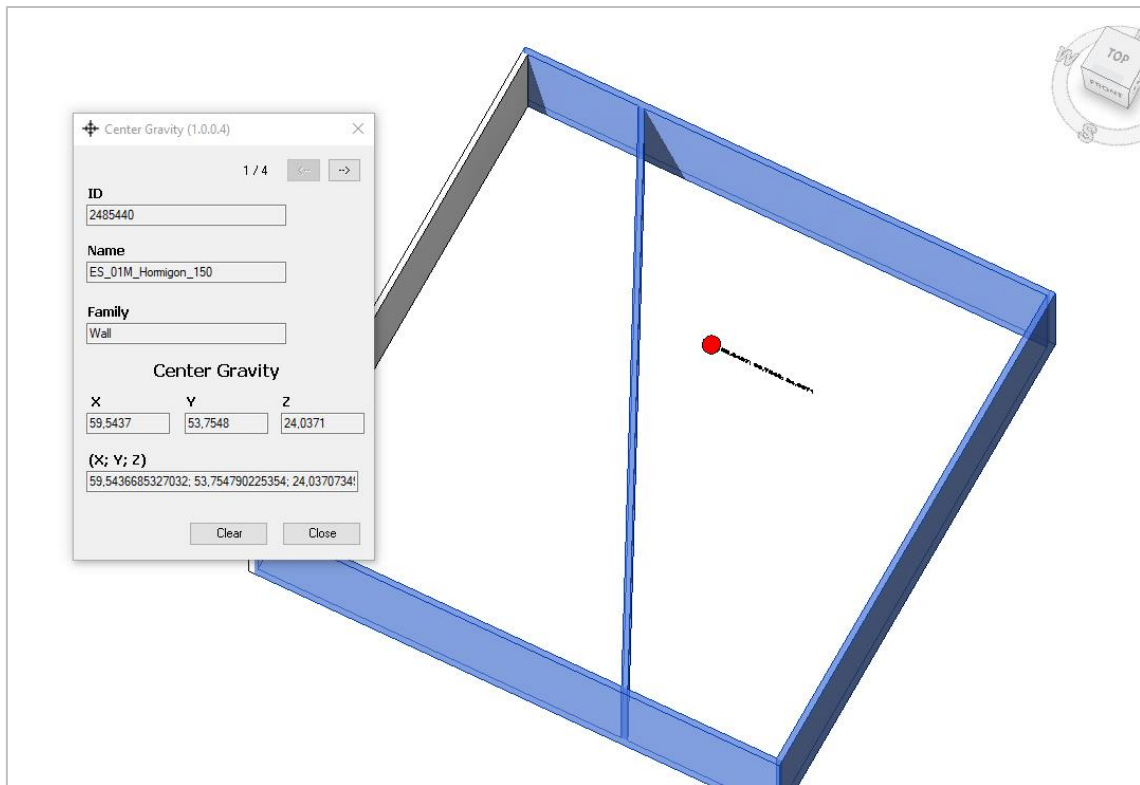 Center Gravity (1.0.0.4)
1 / 4
<--
-->
ID
2485440
Name
ES_01M_Hormigon_150
Family
Wall
Center Gravity
X Y Z
59,5437 53,7548 24,0371
(X; Y; Z)
59,5436685327032; 53,754790225354; 24,03707349
Clear Close
TOP
FRONT
W
S